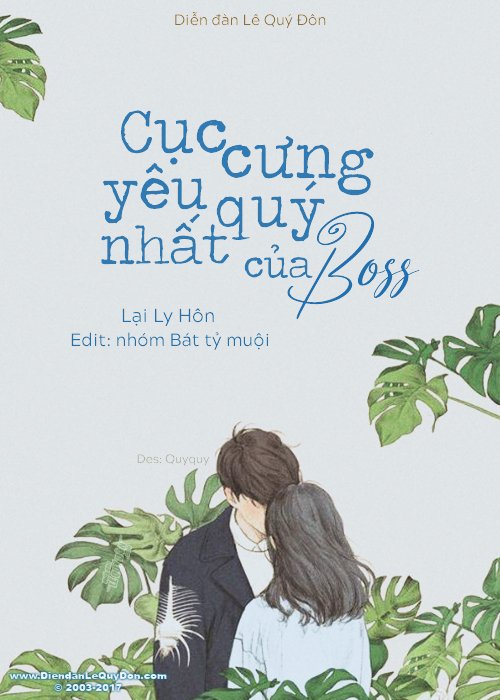 Diễn đàn Lê Quý Đôn
Cục cưng
yêu quý
nhất của Boss
Lại Ly Hôn
Edit: nhóm Bát tỷ muội
Des: Quyquy
www.DiendanLeQuyDon.com
© 2003-2017